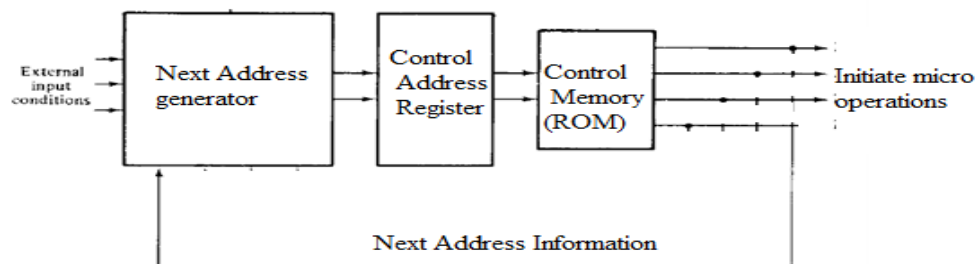 External
input
conditions
Next Address
generator
Control
Address
Register
Control
Memory
(ROM)
Initiate micro
operations
Next Address Information